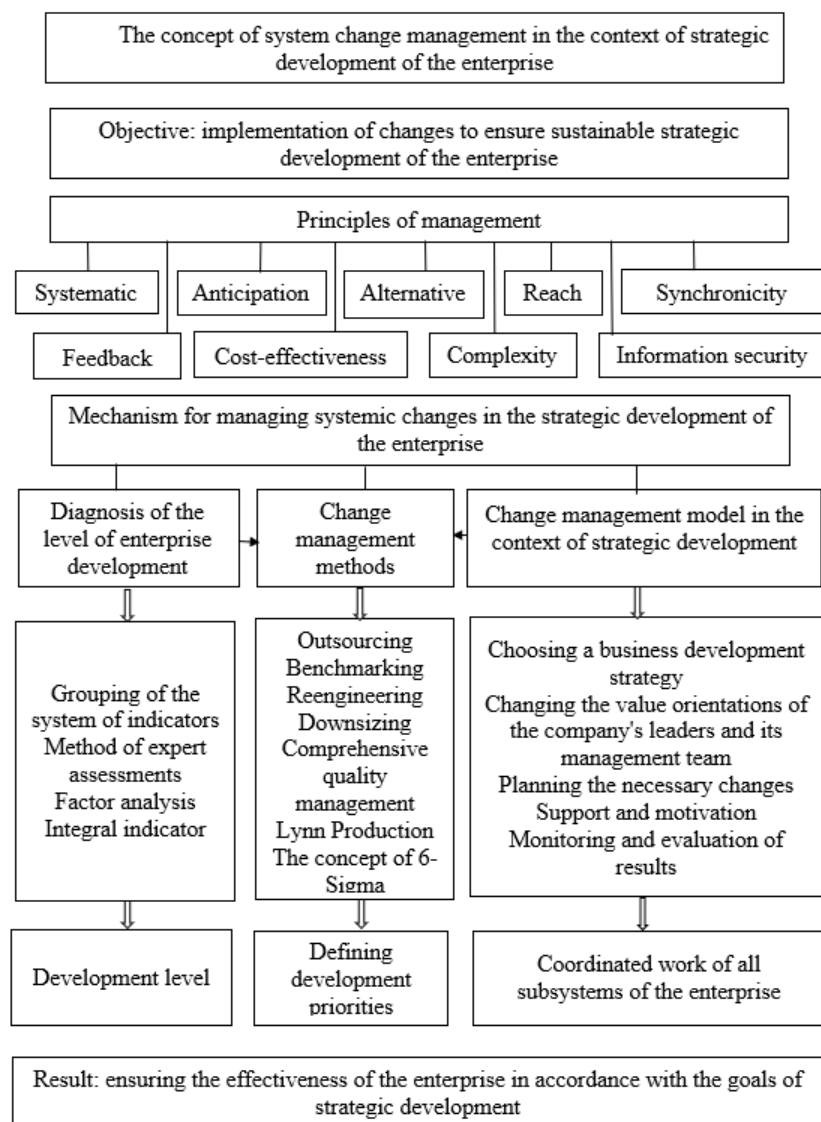 The concept of system change management in the context of strategic
development of the enterprise
Objective: implementation of changes to ensure sustainable strategic
development of the enterprise
Principles of management
Systematic
Anticipation
Alternative
Reach
Synchronicity
Feedback
Cost-effectiveness
Complexity
Information security
Mechanism for managing systemic changes in the strategic development of
the enterprise
Diagnosis of the
level of enterprise
development
Change
management
methods
Change management model in the
context of strategic development
Grouping of the
system of indicators
Method of expert
assessments
Factor analysis
Integral indicator
Outsourcing
Benchmarking
Reengineering
Downsizing
Comprehensive
quality
management
Lynn Production
The concept of 6-
Sigma
Choosing a business development
strategy
Changing the value orientations of
the company's leaders and its
management team
Planning the necessary changes
Support and motivation
Monitoring and evaluation of
results
Development level
Defining
development
priorities
Coordinated work of all
subsystems of the enterprise
Result: ensuring the effectiveness of the enterprise in accordance with the goals of
strategic development